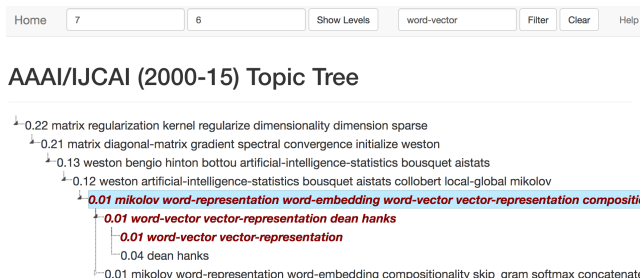 Home 7 6 Show Levels word-vector Filter Clear Help
AAAI/IJCAI (2000-15) Topic Tree
0.22 matrix regularization kernel regularize dimensionality dimension sparse
0.21 matrix diagonal-matrix gradient spectral convergence initialize weston
0.13 weston bengio hinton bottou artificial-intelligence-statistics bousquet aistats
0.12 weston artificial-intelligence-statistics bousquet aistats collobert local-global mikolov
0.01 mikolov word-representation word-embedding word-vector vector-representation compositi
0.01 word-vector vector-representation dean hanks
0.01 word-vector vector-representation
0.04 dean hanks
0.01 mikolov word-representation word-embedding compositionality skip_gram softmax concatenat